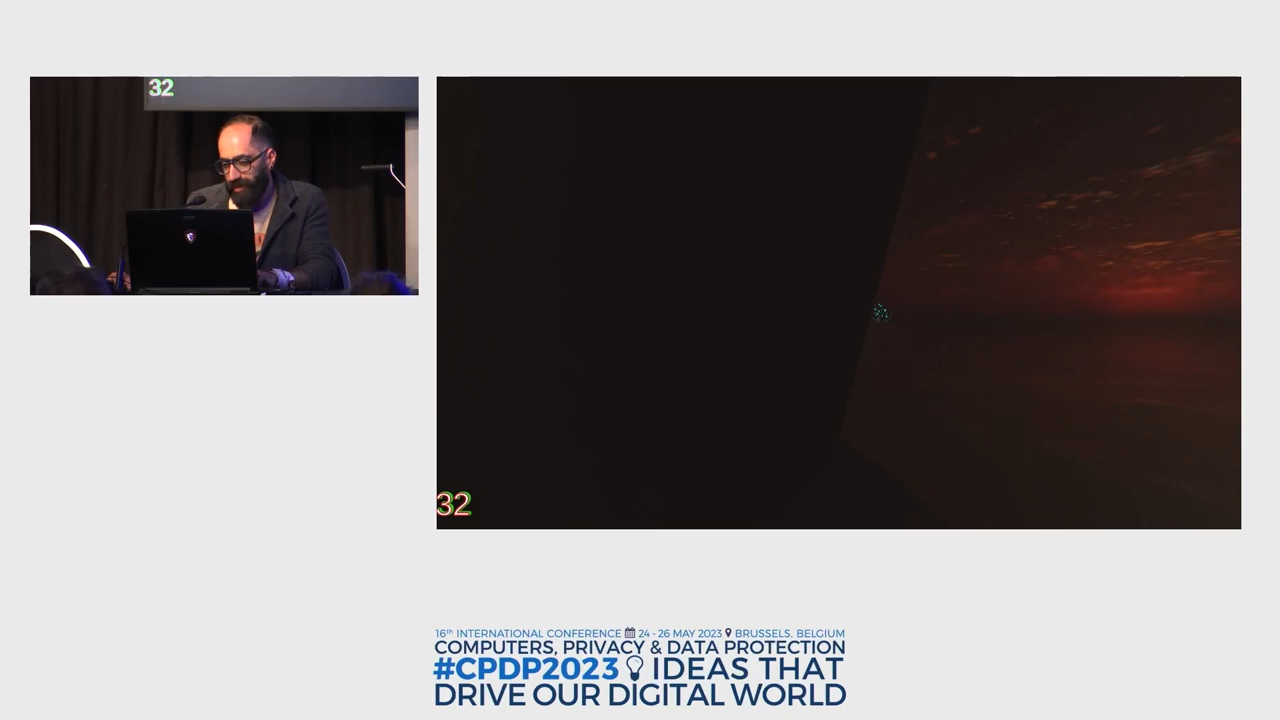 32
32
16th INTERNATIONAL CONFERENCE 24 - 26 MAY 2023 BRUSSELS, BELGIUM
COMPUTERS, PRIVACY & DATA PROTECTION
#CPDP2023 IDEAS THAT
DRIVE OUR DIGITAL WORLD